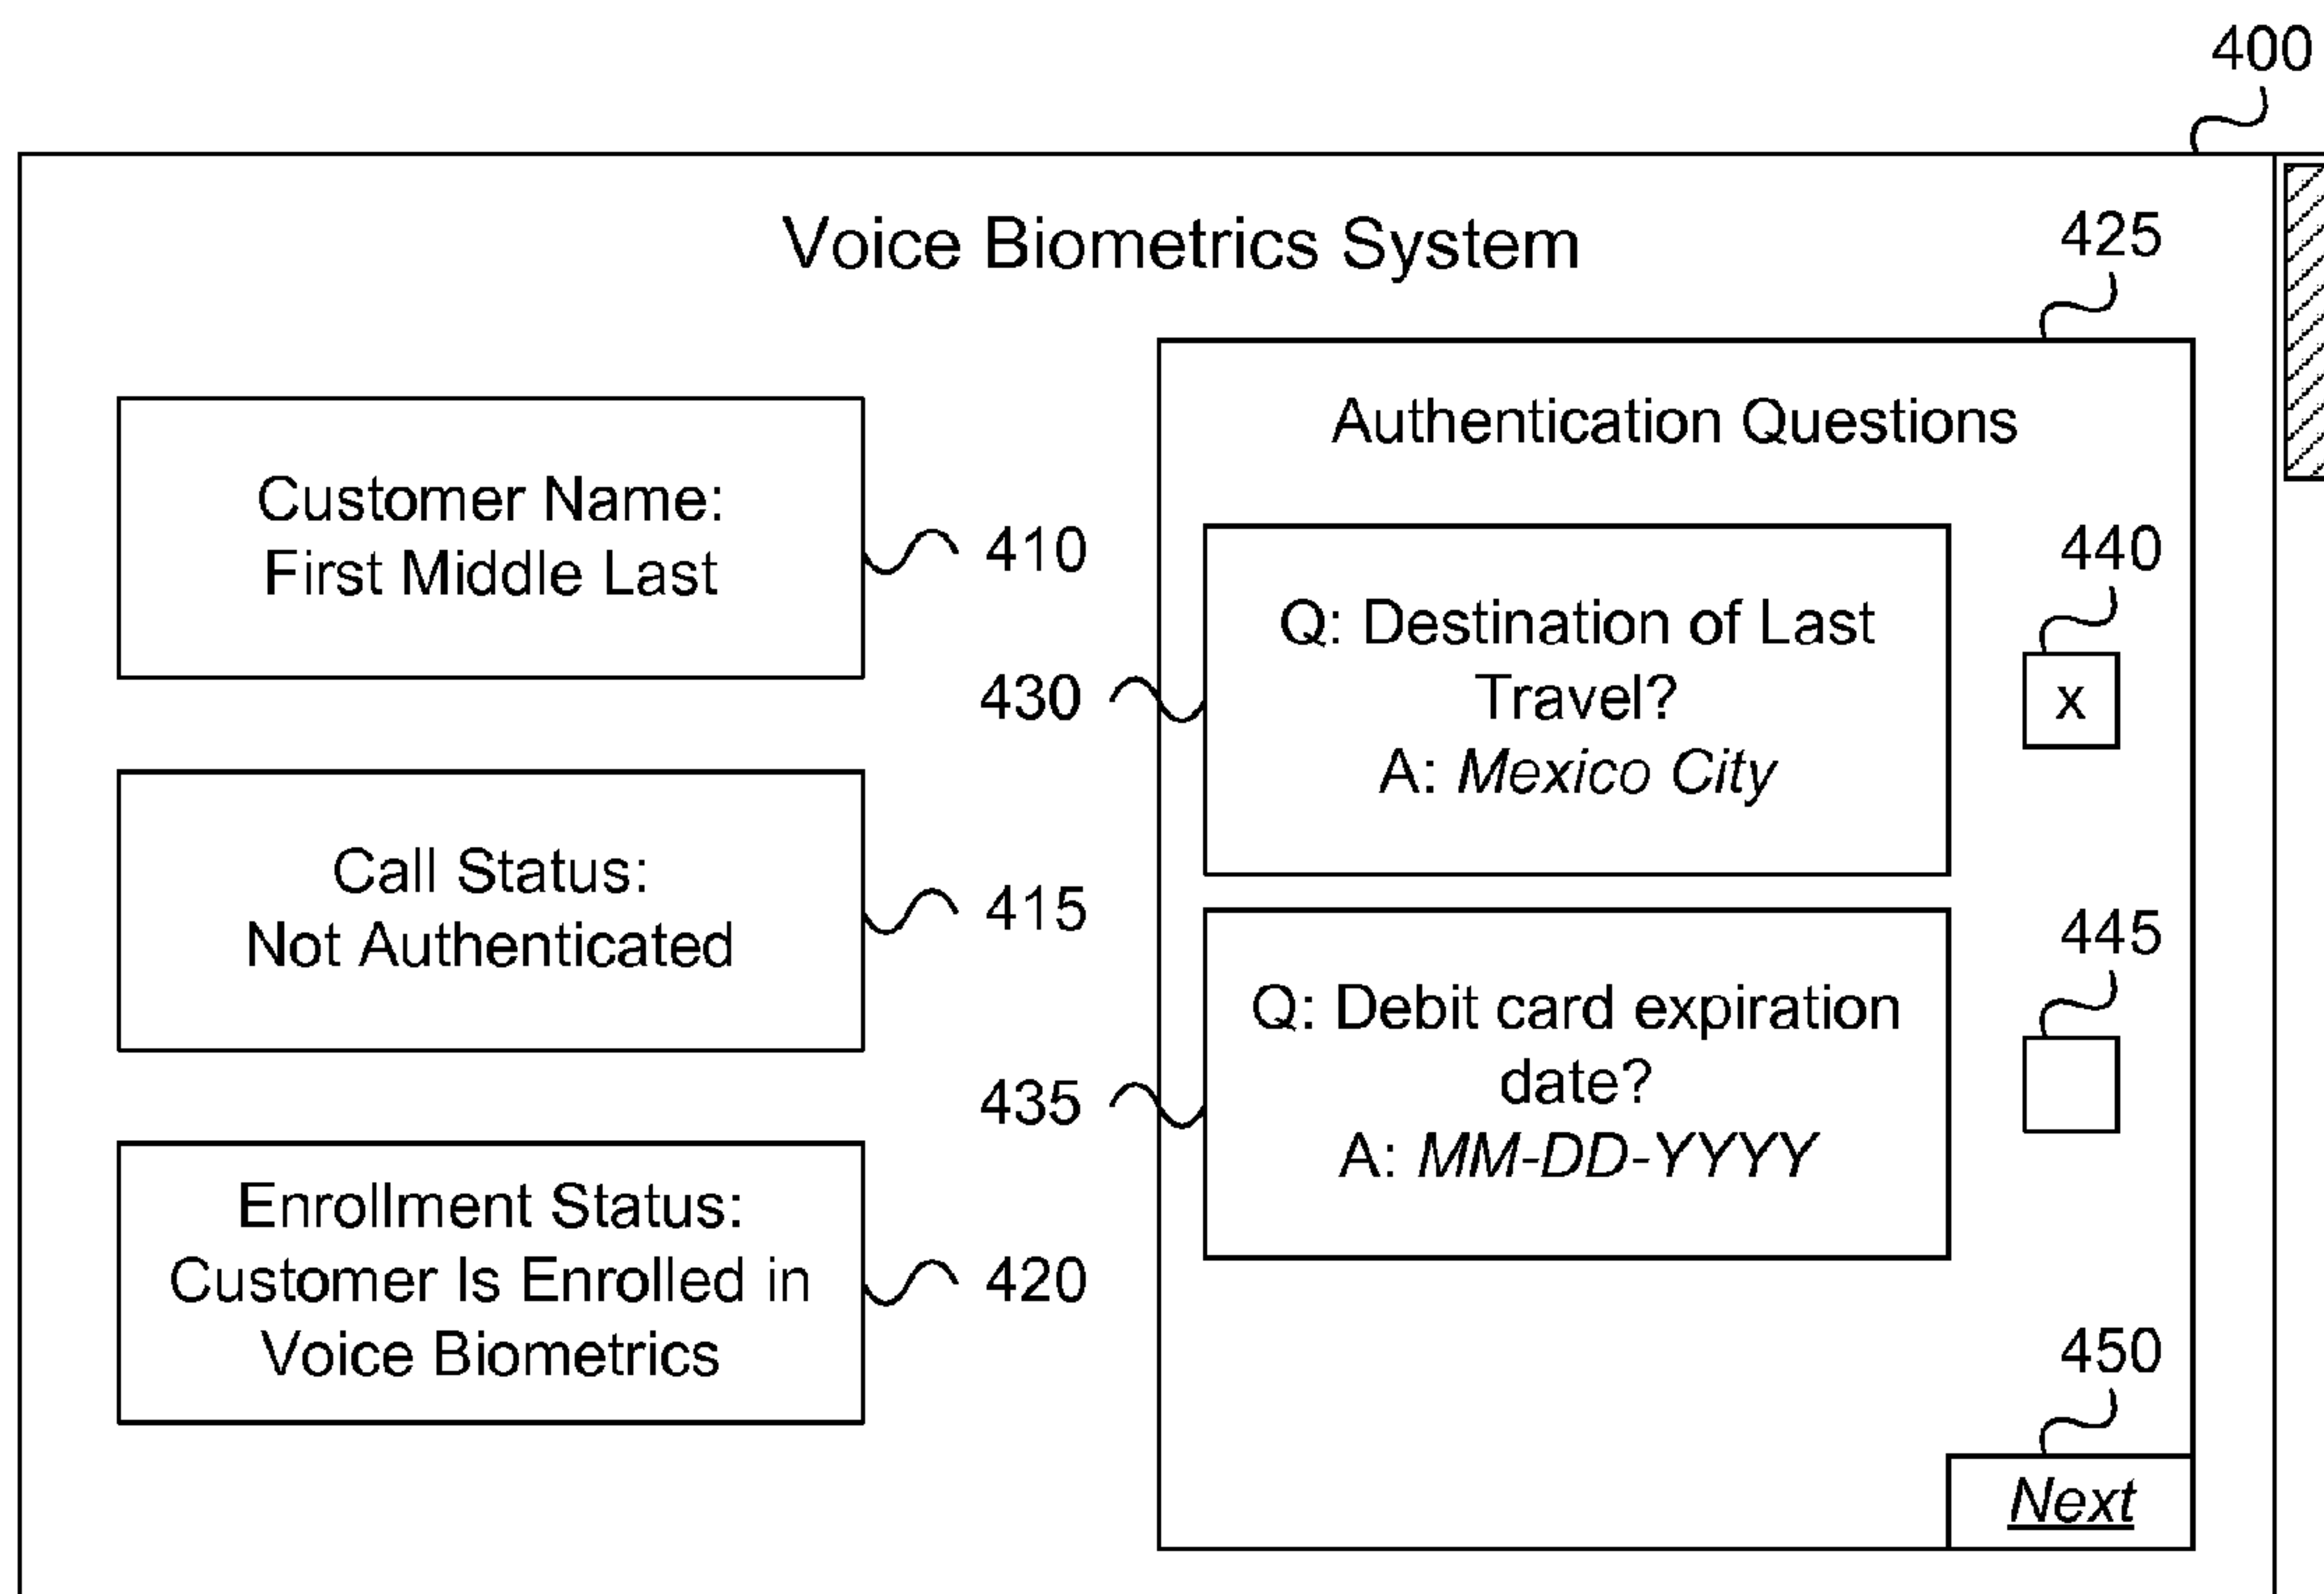 400
Voice Biometrics System
425
Authentication Questions
Customer Name:
First Middle Last
410
Call Status:
Not Authenticated
415
Enrollment Status:
Customer Is Enrolled in
Voice Biometrics
420
430
Q: Destination of Last
Travel?
A: Mexico City
440
x
435
Q: Debit card expiration
date?
A: MM-DD-YYYY
445
450
Next